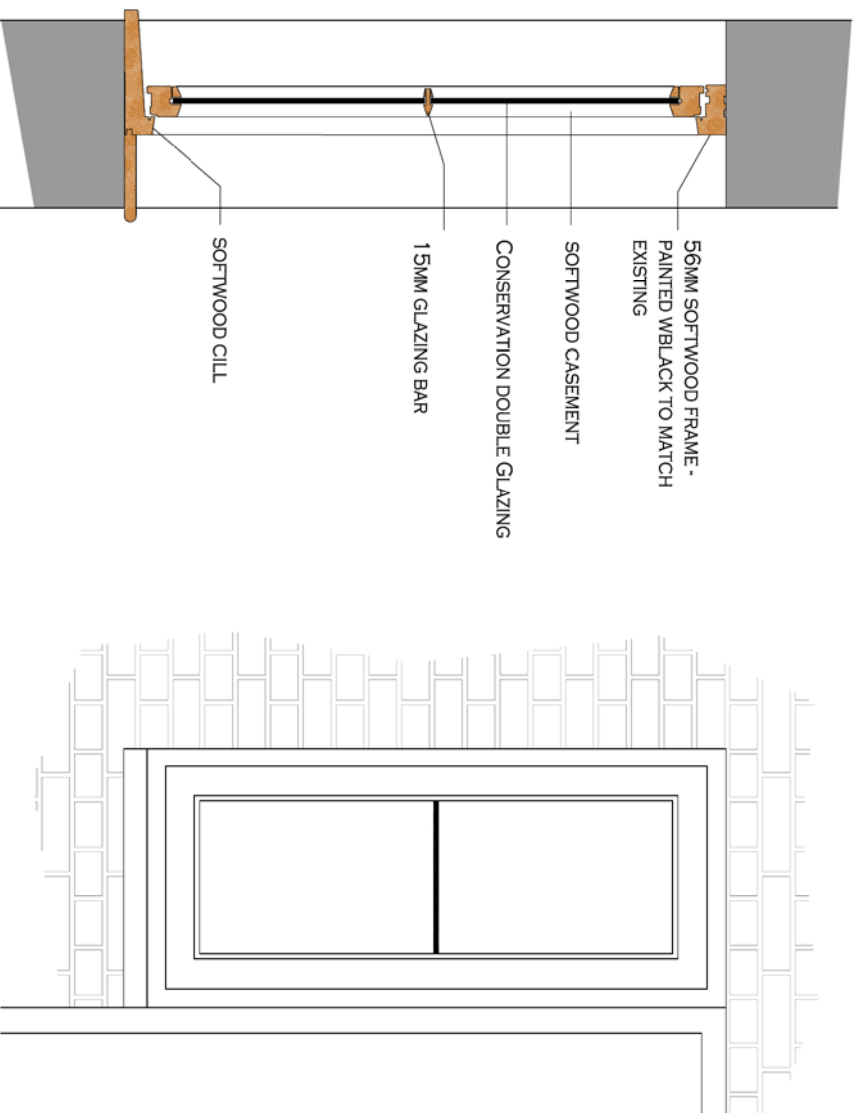 56MM SOFTWOOD FRAME -
PAINTED WBLACK TO MATCH
EXISTING
SOFTWOOD CASEMENT
CONSERVATION DOUBLE GLAZING
15MM GLAZING BAR
SOFTWOOD CILL